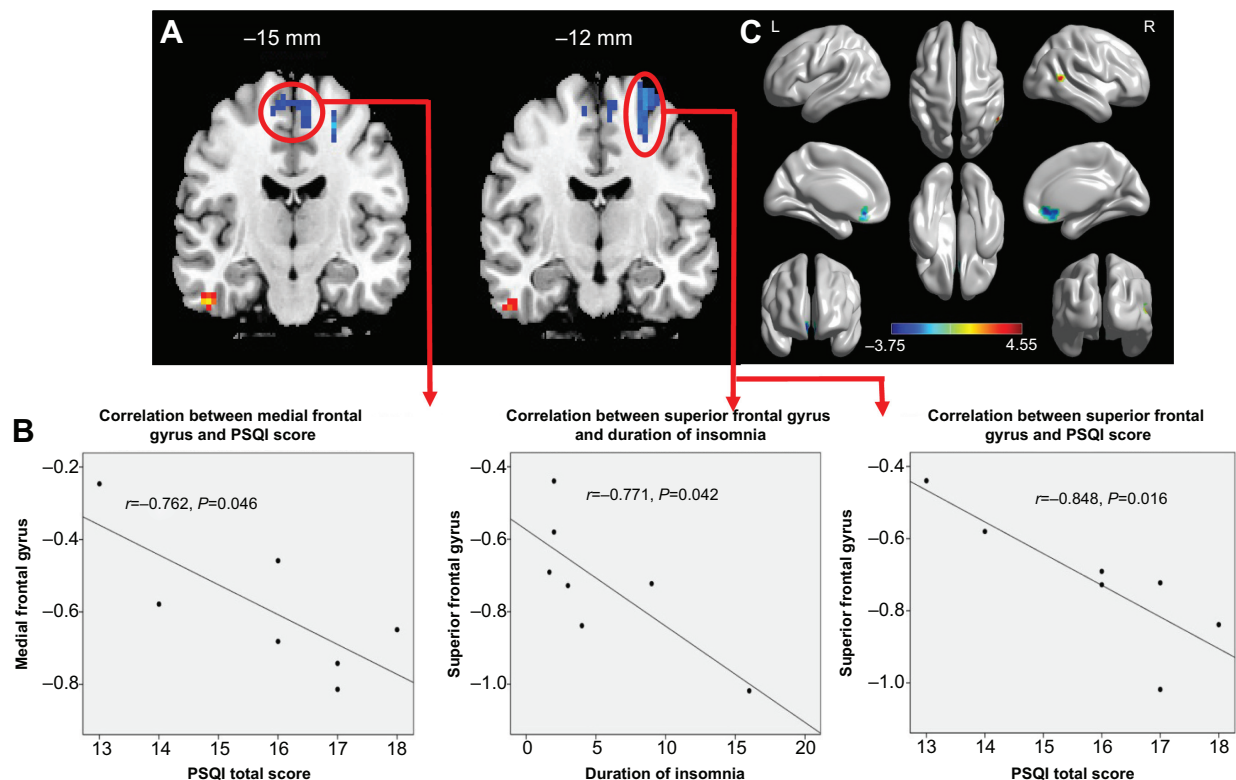 A
–15 mm
–12 mm
C
L
R
–3.75
4.55
B
Correlation between medial frontal
gyrus and PSQI score
–0.2
–0.4
–0.6
–0.8
Medial frontal gyrus
r=–0.762, P=0.046
13 14 15 16 17 18
PSQI total score
Correlation between superior frontal gyrus
and duration of insomnia
–0.4
–0.6
–0.8
–1.0
Superior frontal gyrus
r=–0.771, P=0.042
0 5 10 15 20
Duration of insomnia
Correlation between superior frontal
gyrus and PSQI score
–0.4
–0.6
–0.8
–1.0
Superior frontal gyrus
r=–0.848, P=0.016
13 14 15 16 17 18
PSQI total score